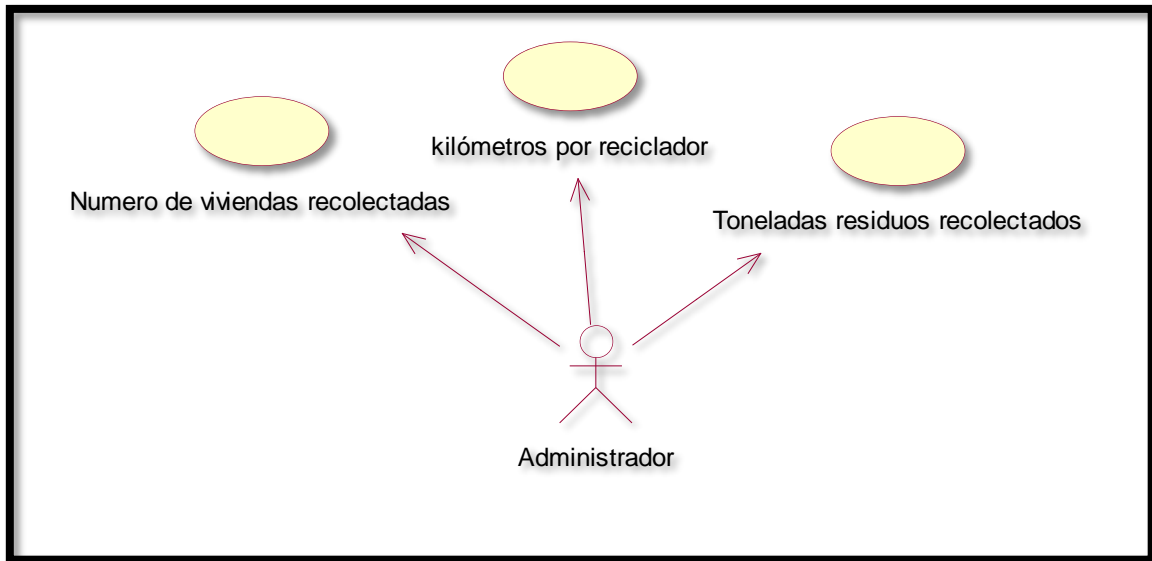 kilómetros por reciclador
Numero de viviendas recolectadas
Toneladas residuos recolectados
Administrador